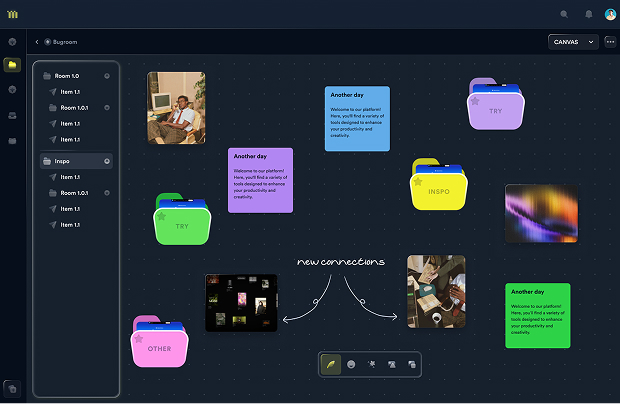 Bugroom
CANVAS
Room 1.0
Item 1.1
Room 1.0.1
Item 1.1
Item 1.1
Inspo
Item 1.1
Room 1.0.1
Item 1.1
Item 1.1
Another day
Welcome to our platform!
Here, you'll find a variety of
tools designed to enhance
your productivity and
creativity.
TRY
Another day
Welcome to our platform!
Here, you'll find a variety of
tools designed to enhance
your productivity and
creativity.
INSPO
TRY
new connections
Another day
Welcome to our platform!
Here, you'll find a variety of
tools designed to enhance
your productivity and
creativity.
OTHER